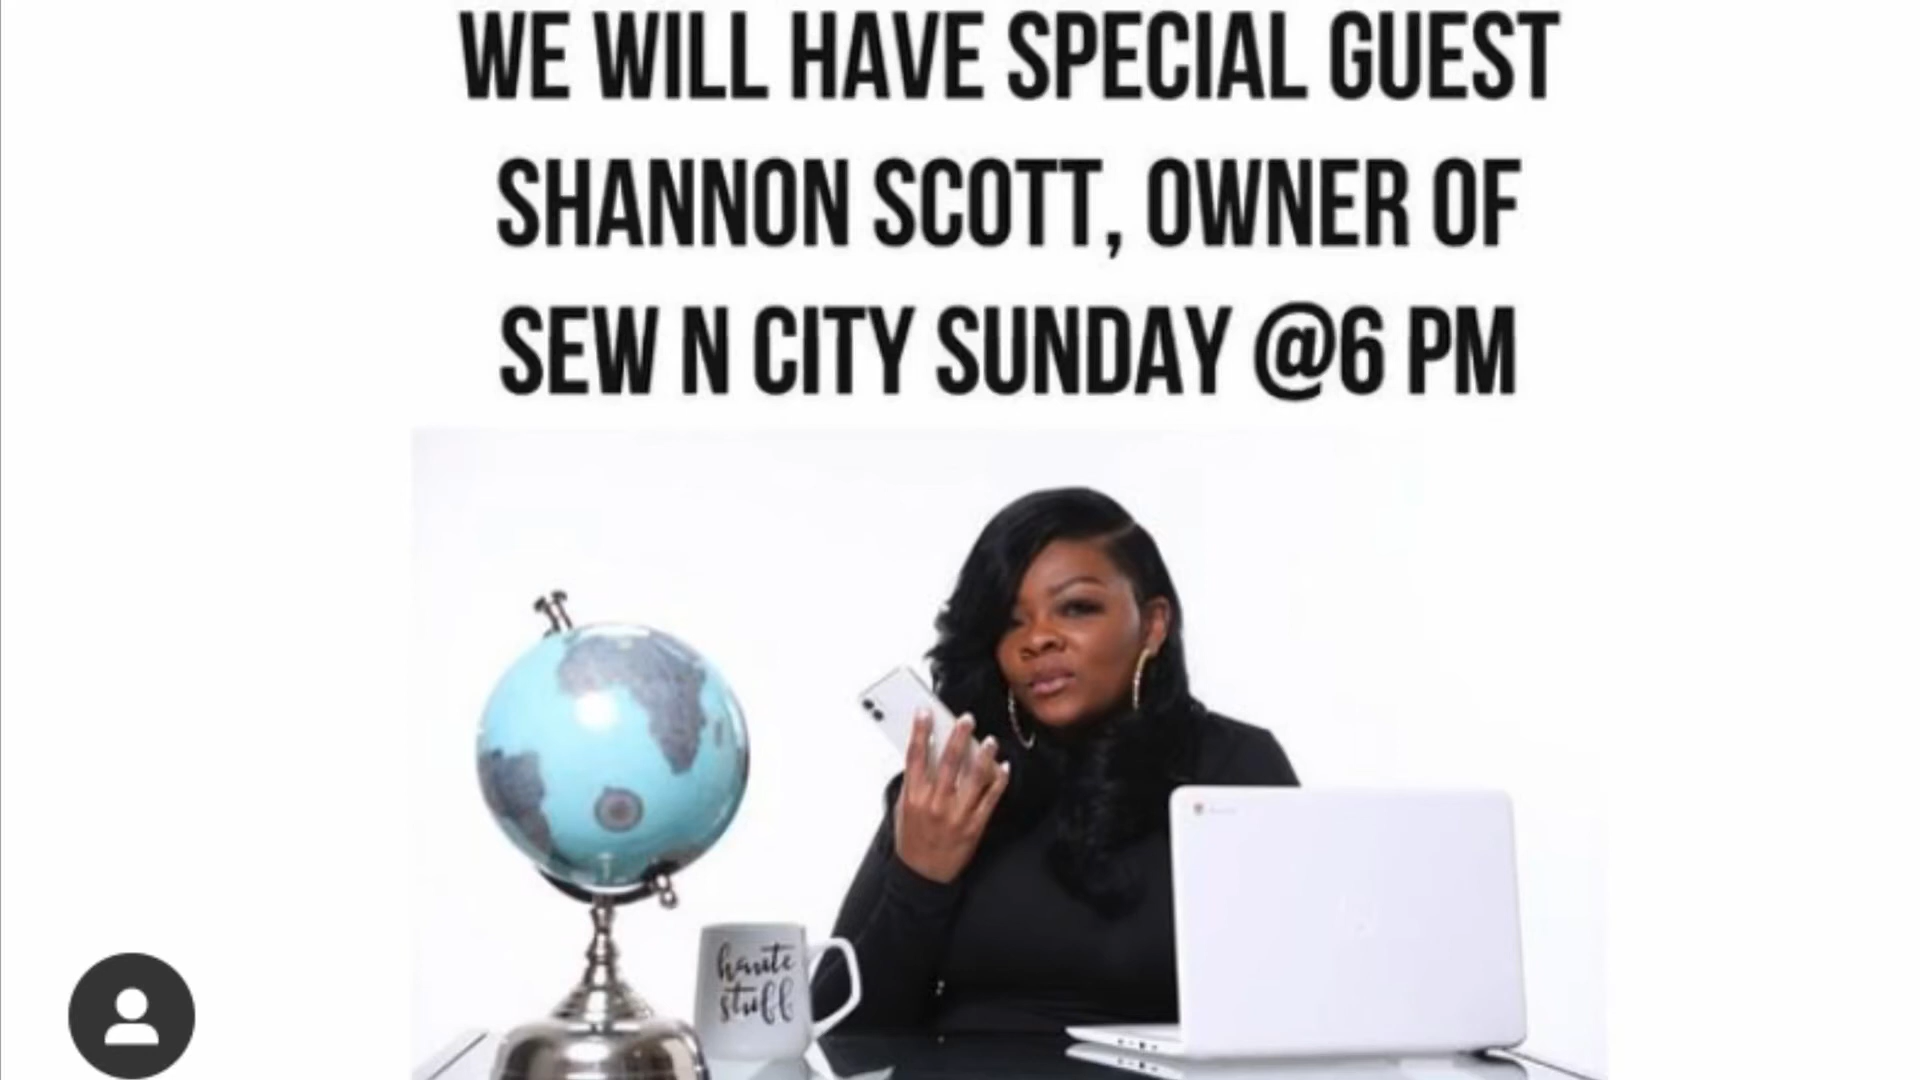 WE WILL HAVE SPECIAL GUEST
SHANNON SCOTT, OWNER OF
SEW N CITY SUNDAY @6 PM
haute
stuff